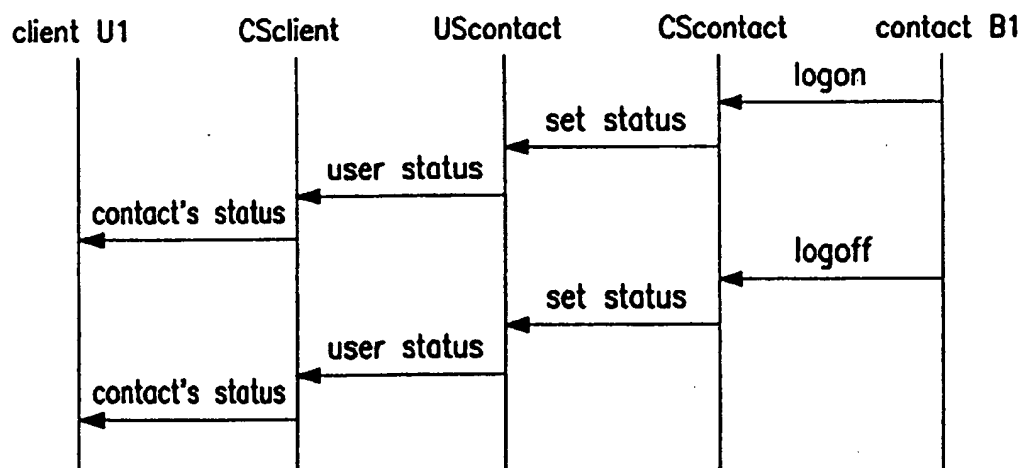 client U1 CSclient UScontact CScontact contact B1
logon
set status
user status
contact's status
logoff
set status
user status
contact's status